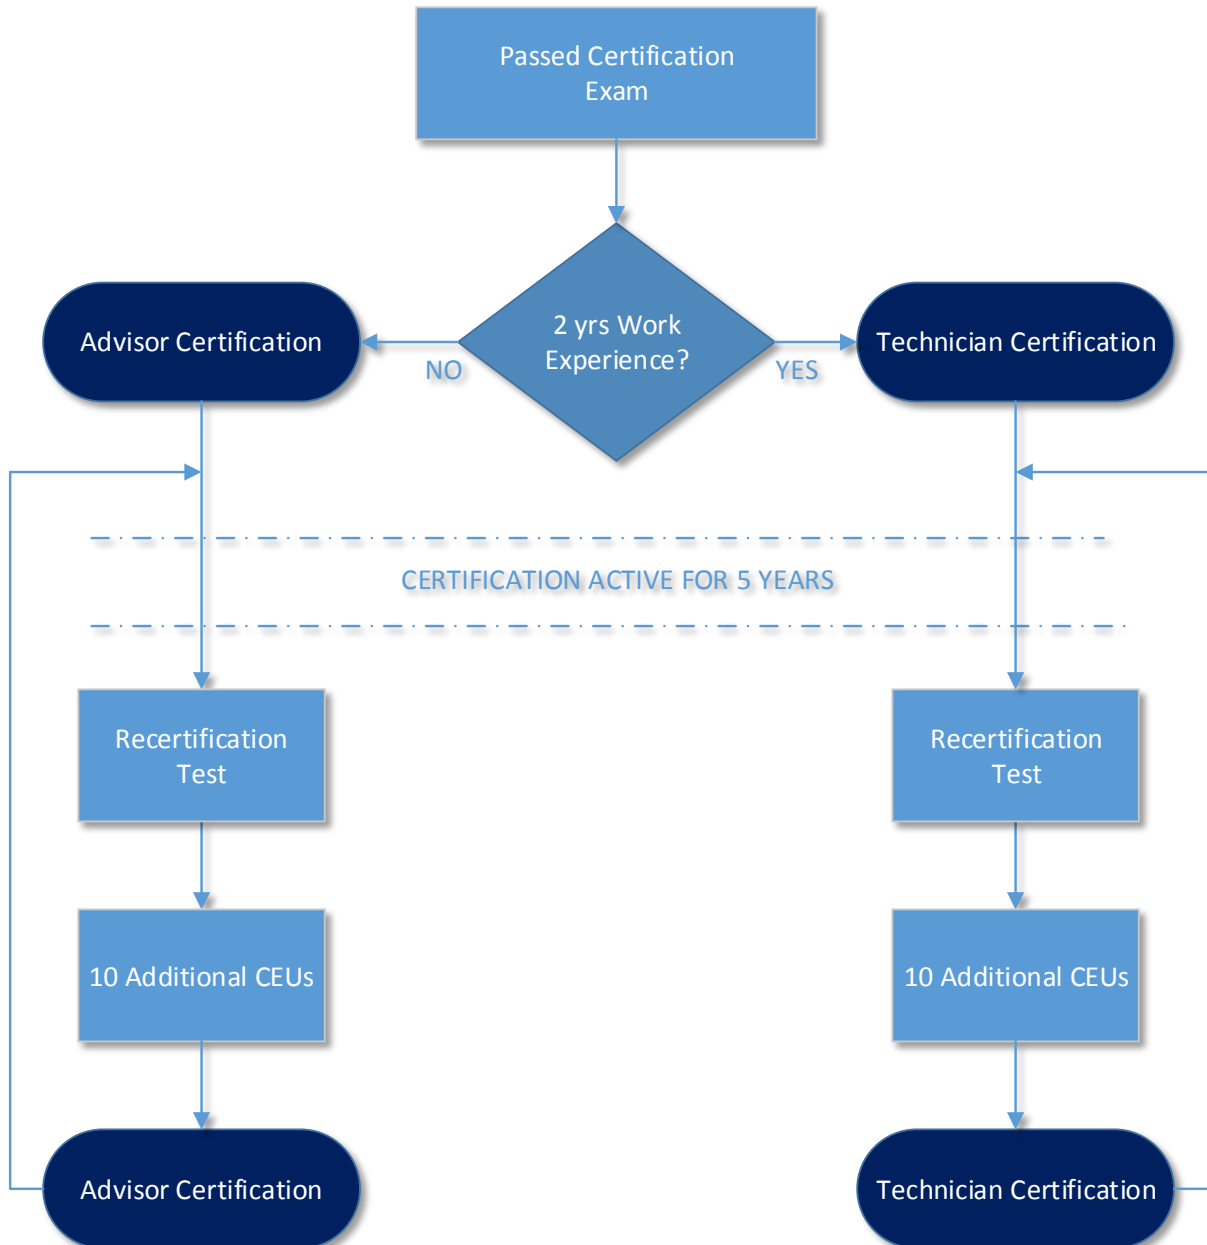 Passed Certification
Exam
2 yrs Work
Experience?
Advisor Certification
Technician Certification
NO
YES
CERTIFICATION ACTIVE FOR 5 YEARS
Recertification
Test
Recertification
Test
10 Additional CEUs
10 Additional CEUs
Advisor Certification
Technician Certification